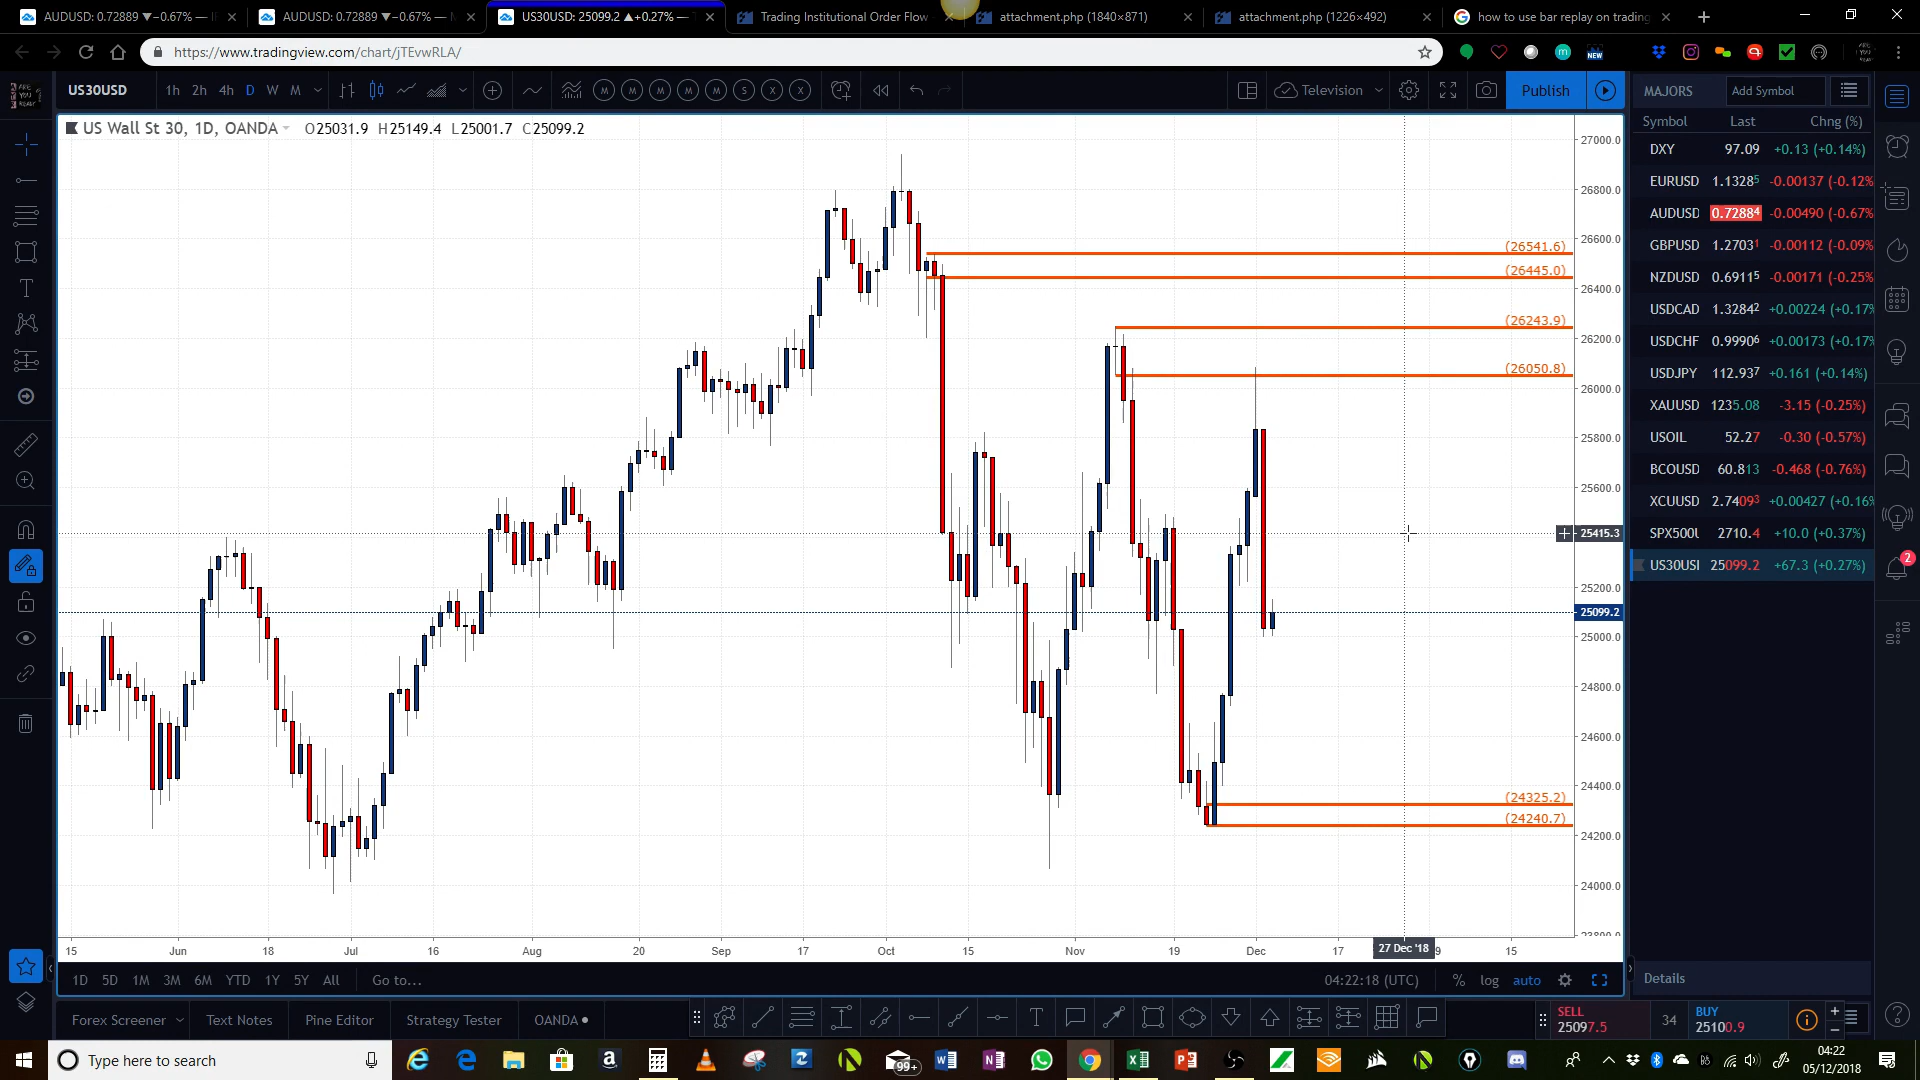 AUDUSD: 0.72889 ▼−0.67% —
AUDUSD: 0.72889 ▼−0.67% —
US30USD: 25099.2 ▲+0.27% —
Trading Institutional Order Flow
attachment.php (1840×871)
attachment.php (1226×492)
how to use bar replay on trading
https://www.tradingview.com/chart/jTEvwRLA/
NEW
US30USD 1h 2h 4h D W M
M M M M M S X X
Television
Publish
MAJORS
Add Symbol
US Wall St 30, 1D, OANDA O25031.9 H25149.4 L25001.7 C25099.2
Symbol Last Chng (%)
DXY 97.09 +0.13 (+0.14%)
EURUSD 1.13285 -0.00137 (-0.12%
AUDUSD 0.72884 -0.00490 (-0.67%
GBPUSD 1.27031 -0.00112 (-0.09%
NZDUSD 0.69115 -0.00171 (-0.25%
USDCAD 1.32842 +0.00224 (+0.17%
USDCHF 0.99906 +0.00173 (+0.17%
USDJPY 112.937 +0.161 (+0.14%)
XAUUSD 1235.08 -3.15 (-0.25%)
USOIL 52.27 -0.30 (-0.57%)
BCOUSD 60.813 -0.468 (-0.76%)
XCUUSD 2.74093 +0.00427 (+0.16%
SPX500U 2710.4 +10.0 (+0.37%)
US30USI 25099.2 +67.3 (+0.27%)
2
27000.0
26800.0
26600.0
26400.0
26200.0
26000.0
25800.0
25600.0
25415.3
25200.0
25099.2
25000.0
24800.0
24600.0
24400.0
24200.0
24000.0
23800.0
(26541.6)
(26445.0)
(26243.9)
(26050.8)
(24325.2)
(24240.7)
15 Jun 18 Jul 16 Aug 20 Sep 17 Oct 15 Nov 19 Dec 17 27 Dec '18 9 15
1D 5D 1M 3M 6M YTD 1Y 5Y All Go to...
04:22:18 (UTC) % log auto
Details
Forex Screener Text Notes Pine Editor Strategy Tester OANDA
T
SELL
25097.5
34
BUY
25100.9
Type here to search
99+
04:22
05/12/2018